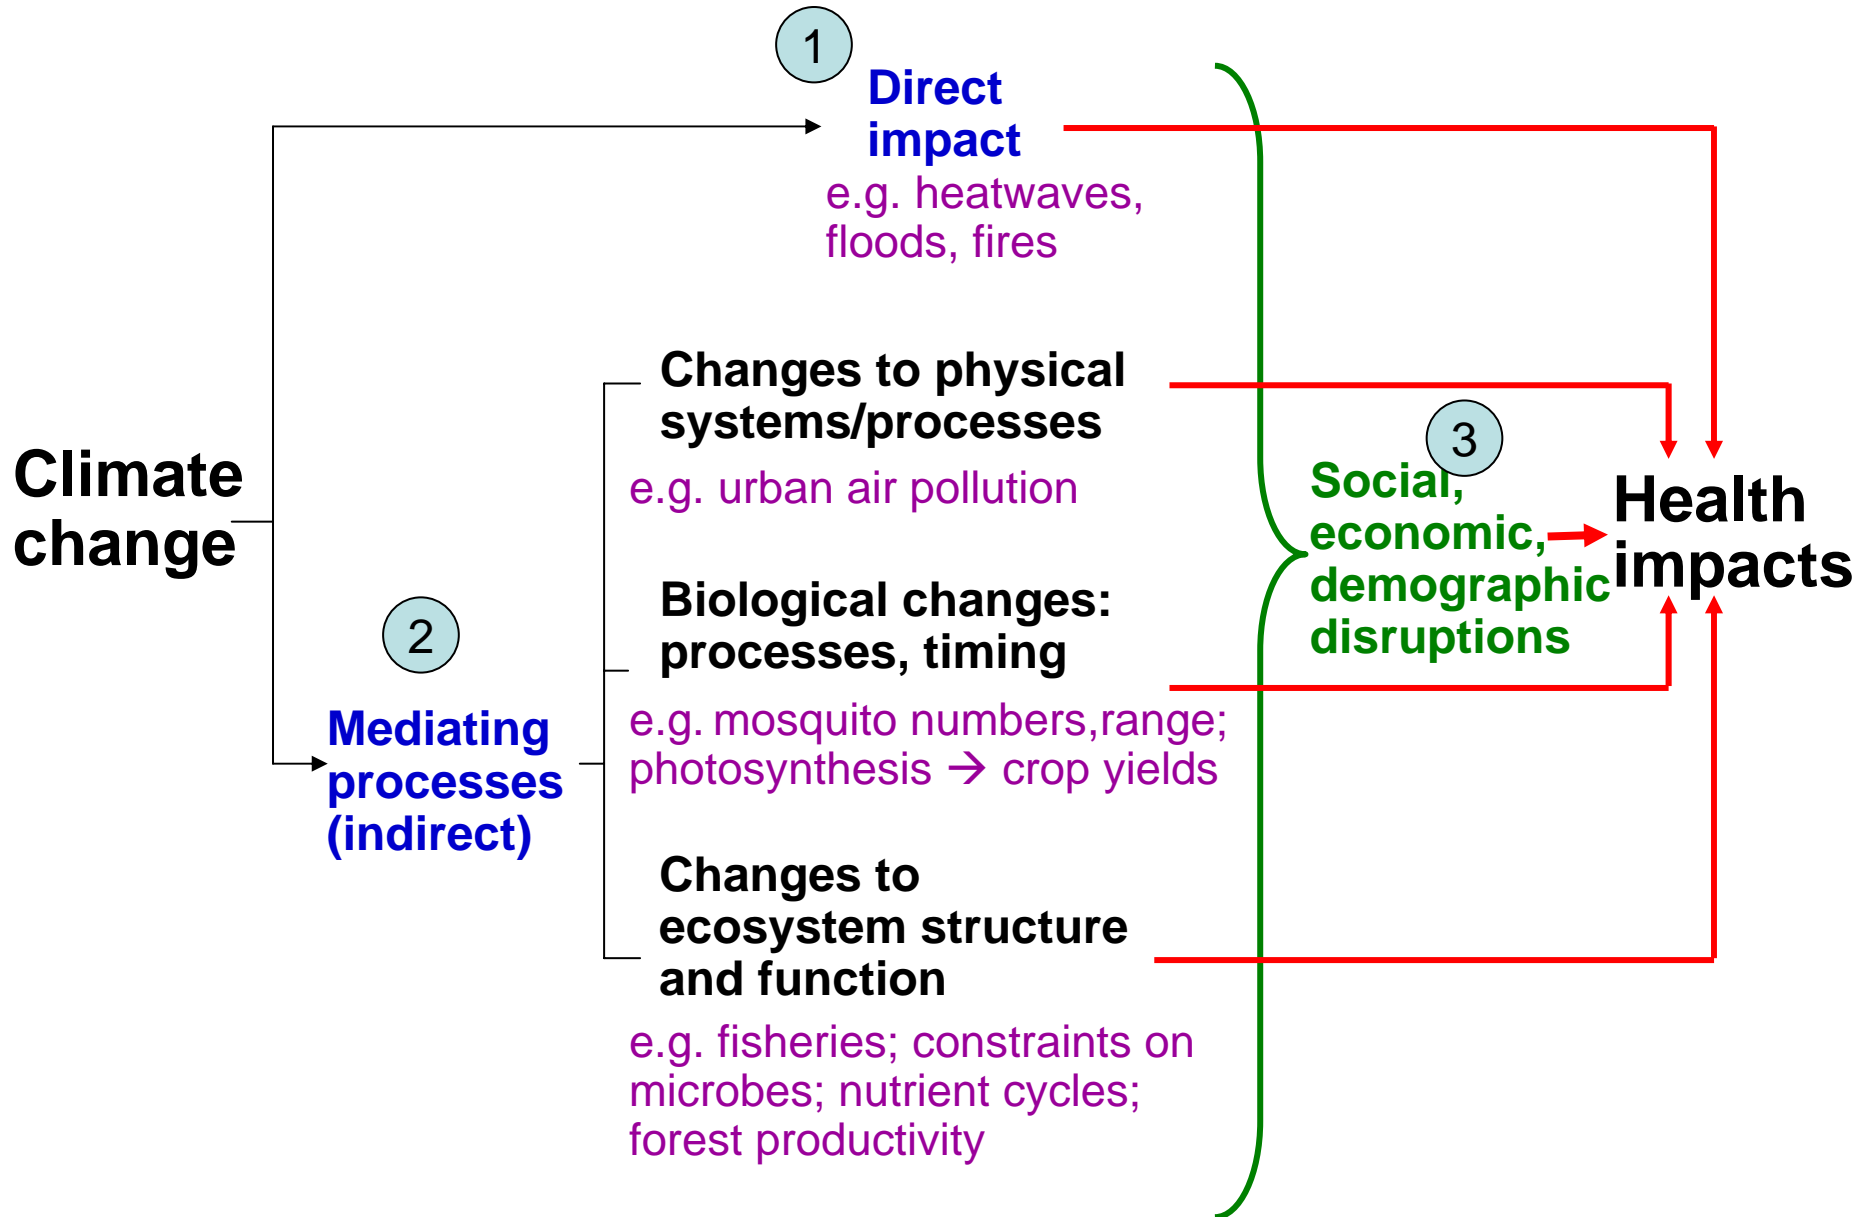 1
Direct
impact
e.g. heatwaves,
floods, fires
Climate
change
2
Mediating
processes
(indirect)
Changes to physical
systems/processes
e.g. urban air pollution
Biological changes:
processes, timing
e.g. mosquito numbers,range;
photosynthesis → crop yields
Changes to
ecosystem structure
and function
e.g. fisheries; constraints on
microbes; nutrient cycles;
forest productivity
3
Social,
economic,
demographic
disruptions
Health
impacts